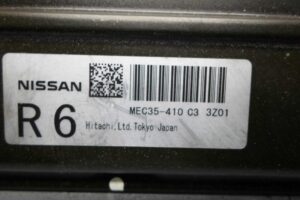 NISSAN
MEC35-410 C3 3Z01
R6
Hitachi,Ltd.Tokyo Japan